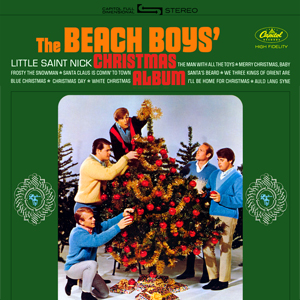 CAPITOL FULL
STEREO
The BEACH BOYS'
CHRISTMAS
ALBUM
Capitol
HIGH FIDELITY
LITTLE SAINT NICK
THE MAN WITH ALL THE TOYS • MERRY CHRISTMAS, BABY
FROSTY THE SNOWMAN • SANTA CLAUS IS COMIN' TO TOWN
SANTA'S BEARD • WE THREE KINGS OF ORIENT ARE
BLUE CHRISTMAS • CHRISTMAS DAY • WHITE CHRISTMAS
I'LL BE HOME FOR CHRISTMAS • AULD LANG SYNE